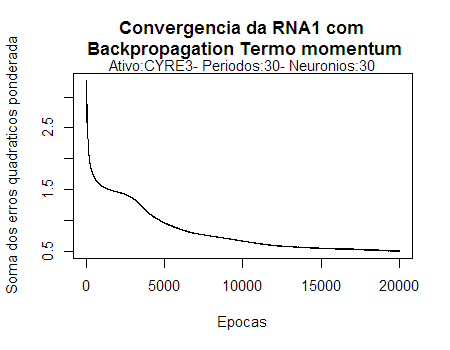 Convergencia da RNA1 com
Backpropagation Termo momentum
Ativo:CYRE3- Periodos:30- Neuronios:30
Soma dos erros quadraticos ponderada
2.5
1.5
0.5
0 5000 10000 15000 20000
Epocas